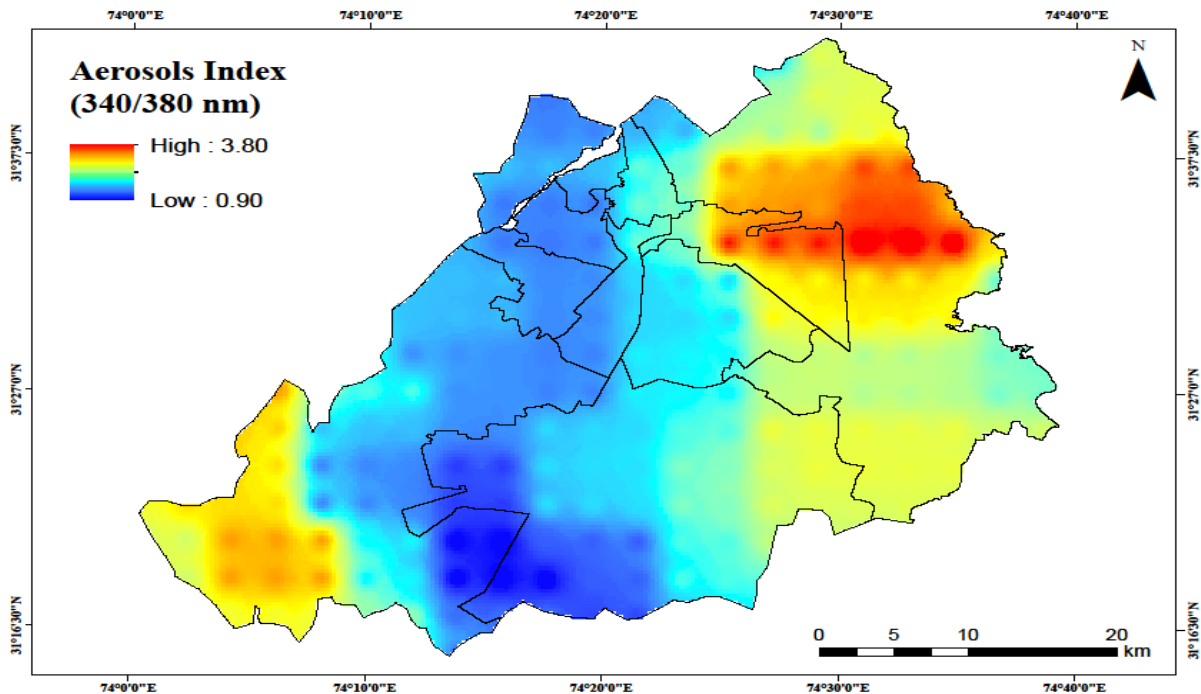 74°0'0"E 74°10'0"E 74°20'0"E 74°30'0"E 74°40'0"E
Aerosols Index
(340/380 nm)
High : 3.80
Low : 0.90
N
31°37'30"N 31°37'30"N
31°27'0"N 31°27'0"N
31°16'30"N 31°16'30"N
0 5 10 20
km
74°0'0"E 74°10'0"E 74°20'0"E 74°30'0"E 74°40'0"E